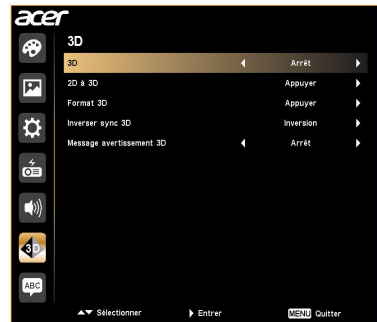 acer
3D
3D Arrêt
2D à 3D Appuyer
Format 3D Appuyer
Inverser sync 3D Inversion
Message avertissement 3D Arrêt
3D
ABC
Sélectionner Entrer MENU Quitter